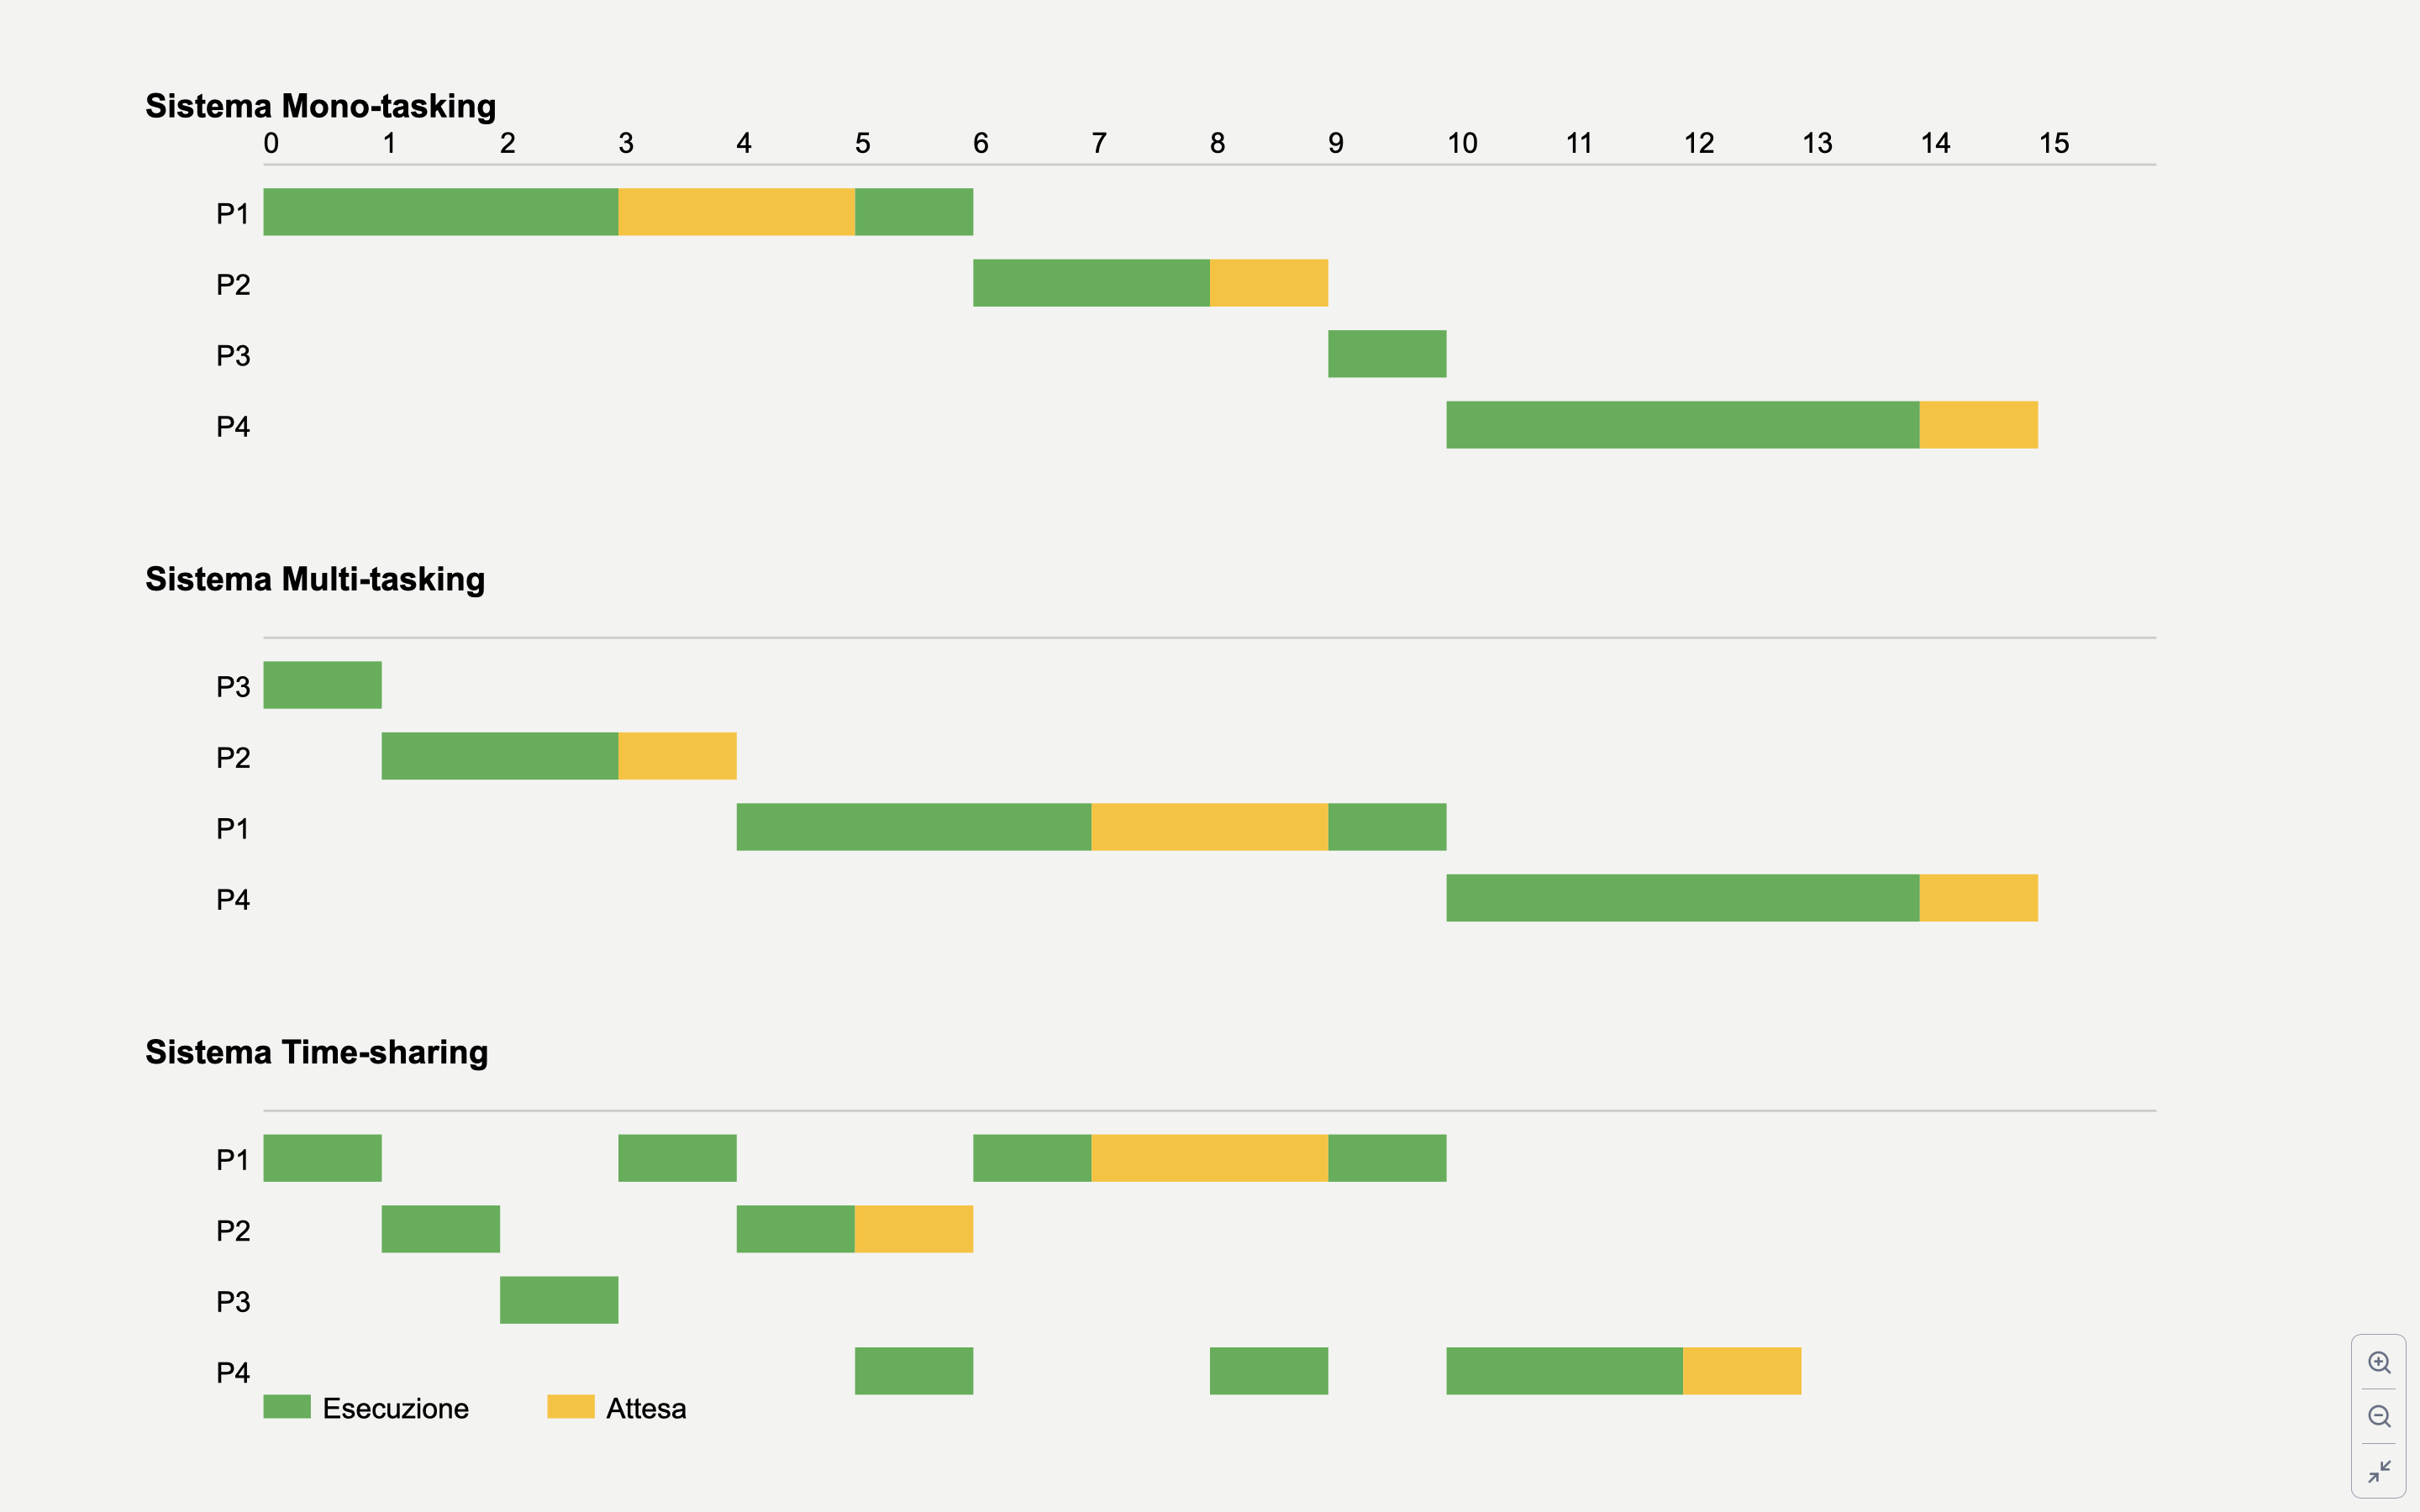 Sistema Mono-tasking
0 1 2 3 4 5 6 7 8 9 10 11 12 13 14 15
P1
P2
P3
P4
Sistema Multi-tasking
P3
P2
P1
P4
Sistema Time-sharing
P1
P2
P3
P4
Esecuzione Attesa